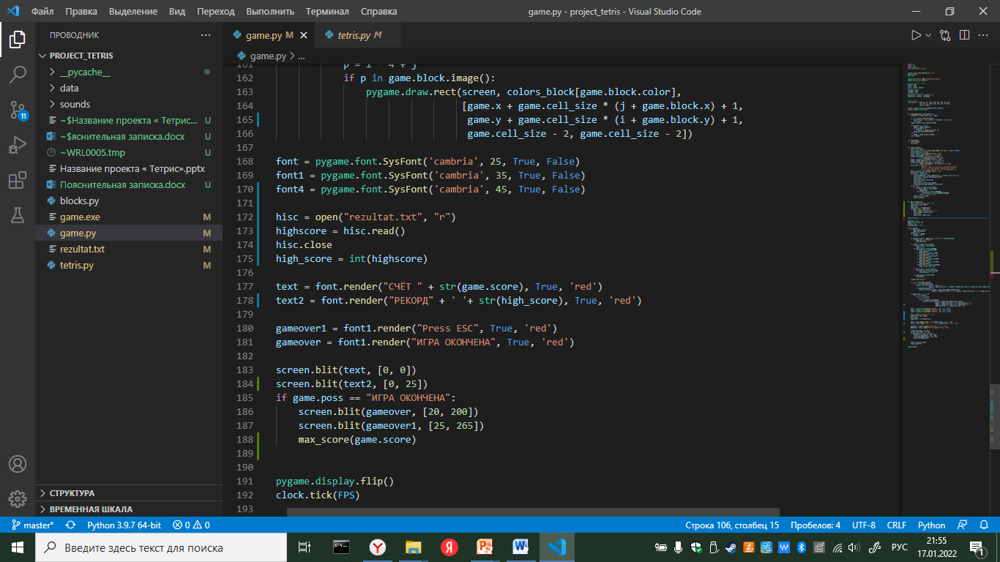 Файл Правка Выделение Вид Переход Выполнить Терминал Справка game.py - project_tetris - Visual Studio Code
ПРОВОДНИК
game.py M
tetris.py M
game.py > ...
PROJECT_TETRIS
__pycache__
data
sounds
~$Название проекта « Тетрис... U
~$яснительная записка.docx U
~WRL0005.tmp U
Название проекта « Тетрис».pptx
Пояснительная записка.docx U
blocks.py
game.exe M
game.py M
rezultat.txt M
tetris.py M
11
СТРУКТУРА
ВРЕМЕННАЯ ШКАЛА
161 p = i * 4 + j
162 if p in game.block.image():
163 pygame.draw.rect(screen, colors_block[game.block.color],
164 [game.x + game.cell_size * (j + game.block.x) + 1,
165 game.y + game.cell_size * (i + game.block.y) + 1,
166 game.cell_size - 2, game.cell_size - 2])
167
168 font = pygame.font.SysFont('cambria', 25, True, False)
169 font1 = pygame.font.SysFont('cambria', 35, True, False)
170 font4 = pygame.font.SysFont('cambria', 45, True, False)
171
172 hisc = open("rezultat.txt", "r")
173 highscore = hisc.read()
174 hisc.close
175 high_score = int(highscore)
176
177 text = font.render("СЧЁТ " + str(game.score), True, 'red')
178 text2 = font.render("РЕКОРД" + ' '+ str(high_score), True, 'red')
179
180 gameover1 = font1.render("Press ESC", True, 'red')
181 gameover = font1.render("ИГРА ОКОНЧЕНА", True, 'red')
182
183 screen.blit(text, [0, 0])
184 screen.blit(text2, [0, 25])
185 if game.poss == "ИГРА ОКОНЧЕНА":
186 screen.blit(gameover, [20, 200])
187 screen.blit(gameover1, [25, 265])
188 max_score(game.score)
189
190
191 pygame.display.flip()
192 clock.tick(FPS)
193
master* Python 3.9.7 64-bit 0 0 Строка 106, столбец 15 Пробелов: 4 UTF-8 CRLF Python
Введите здесь текст для поиска
РУС
21:55
17.01.2022
1